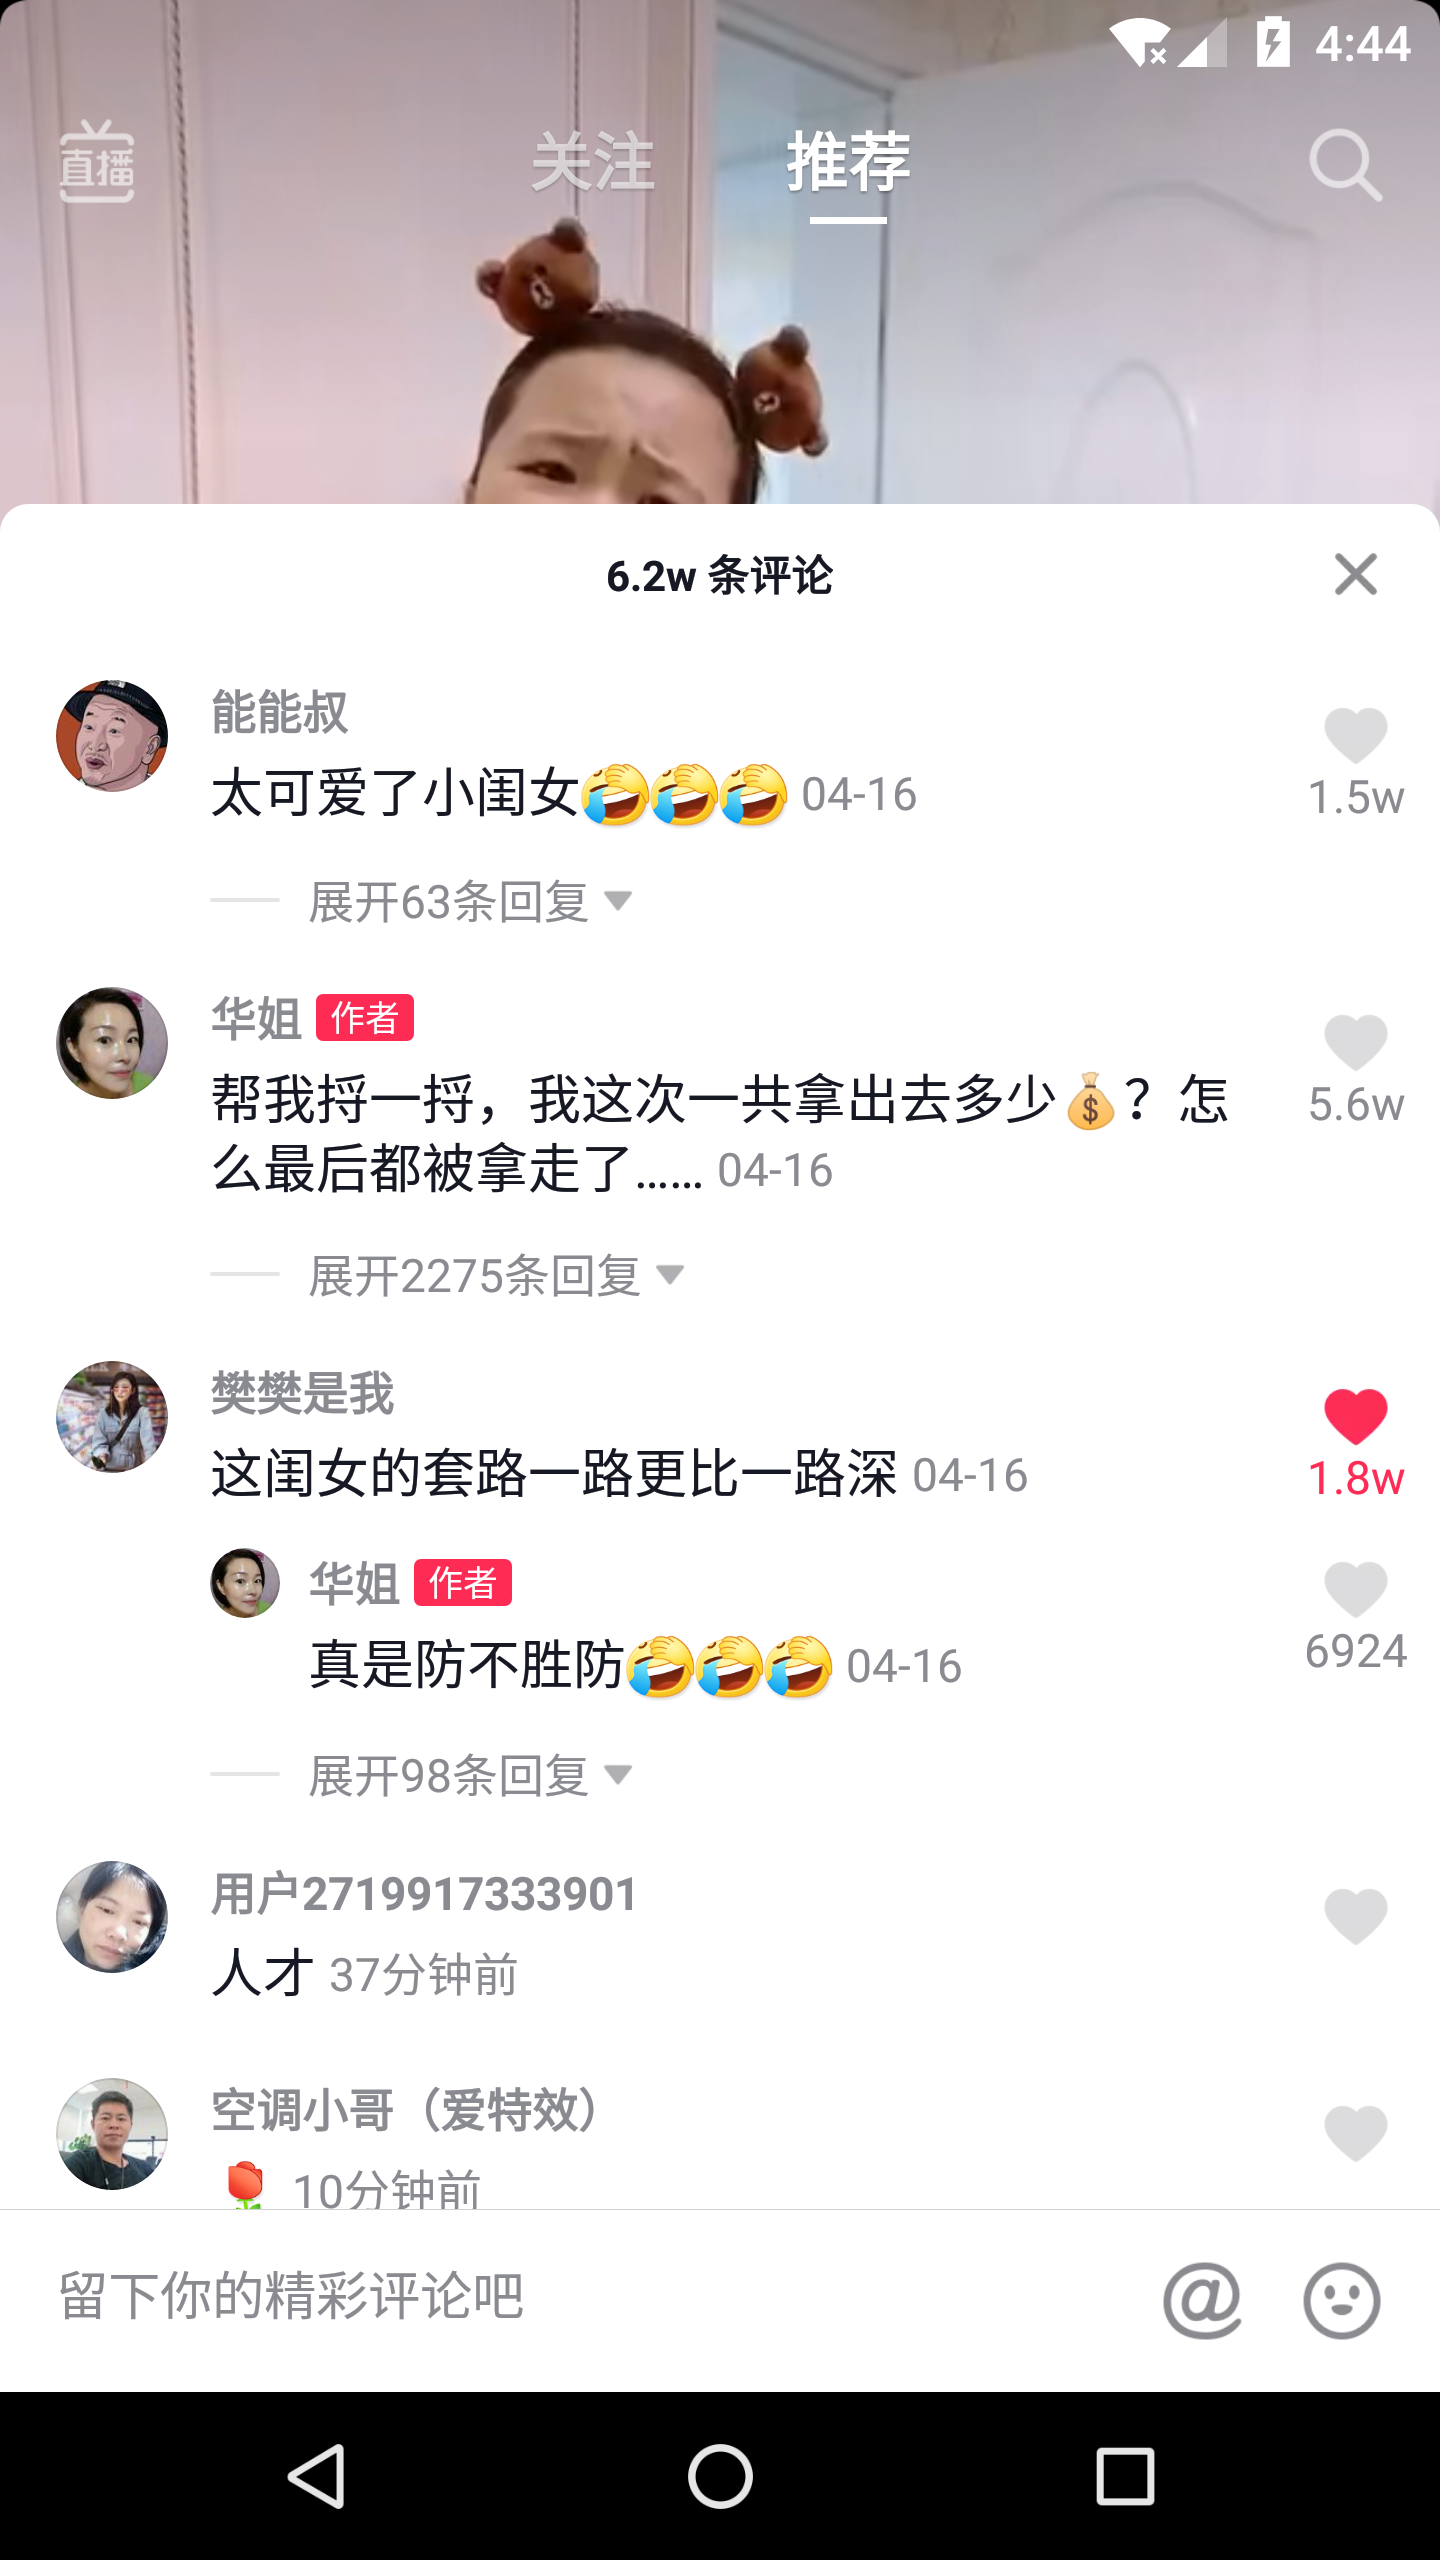 4:44
直播
关注
推荐
6.2w 条评论
能能叔
太可爱了小闺女🤣🤣🤣 04-16
1.5w
展开63条回复
华姐 作者
帮我捋一捋，我这次一共拿出去多少💰？怎
么最后都被拿走了…… 04-16
5.6w
展开2275条回复
樊樊是我
这闺女的套路一路更比一路深 04-16
1.8w
华姐 作者
真是防不胜防🤣🤣🤣 04-16
6924
展开98条回复
用户2719917333901
人才 37分钟前
空调小哥（爱特效）
🌹 10分钟前
留下你的精彩评论吧
@